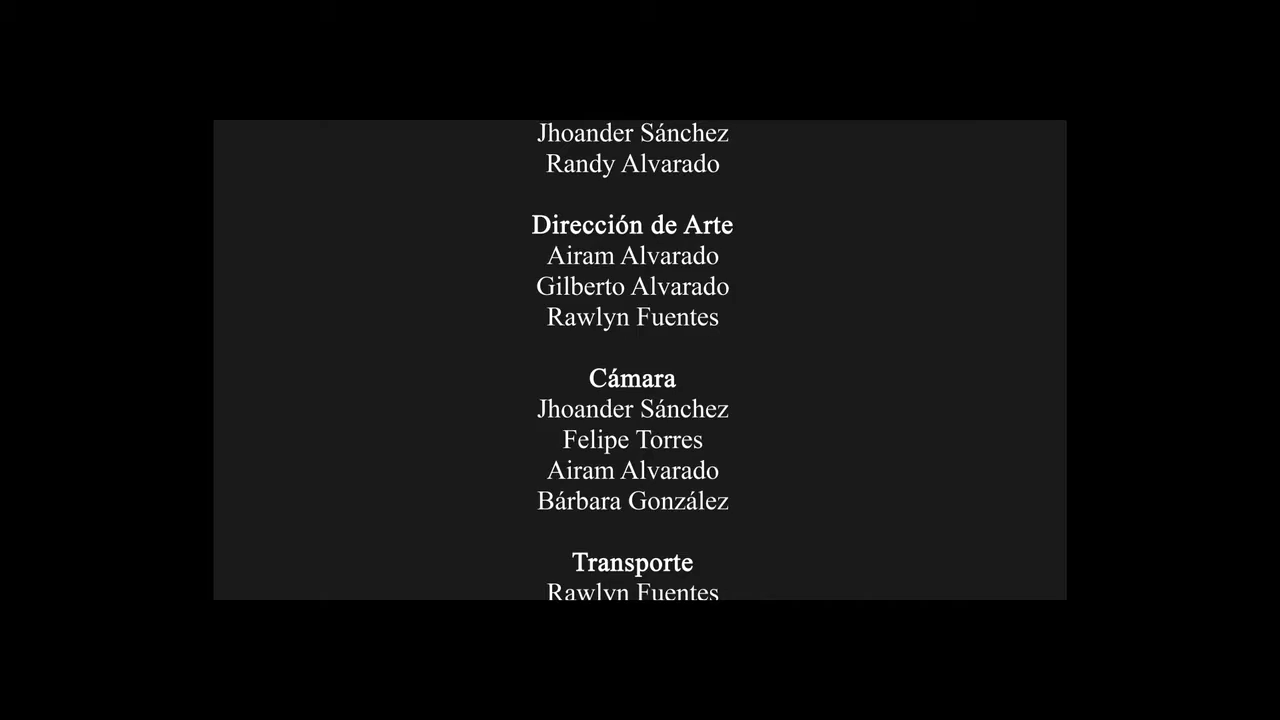 Jhoander Sánchez
Randy Alvarado
Dirección de Arte
Airam Alvarado
Gilberto Alvarado
Rawlyn Fuentes
Cámara
Jhoander Sánchez
Felipe Torres
Airam Alvarado
Bárbara González
Transporte
Rawlyn Fuentes